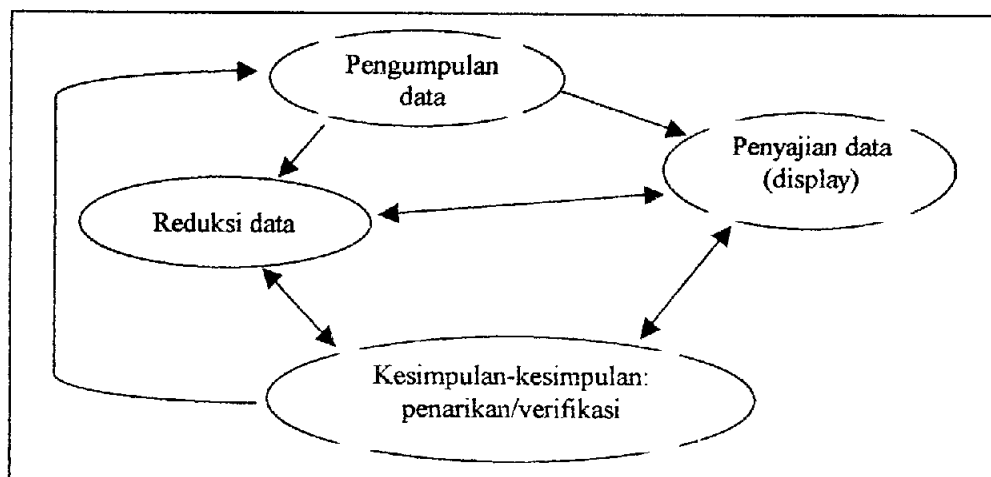 Pengumpulan
data
Penyajian data
(display)
Reduksi data
Kesimpulan-kesimpulan:
penarikan/verifikasi